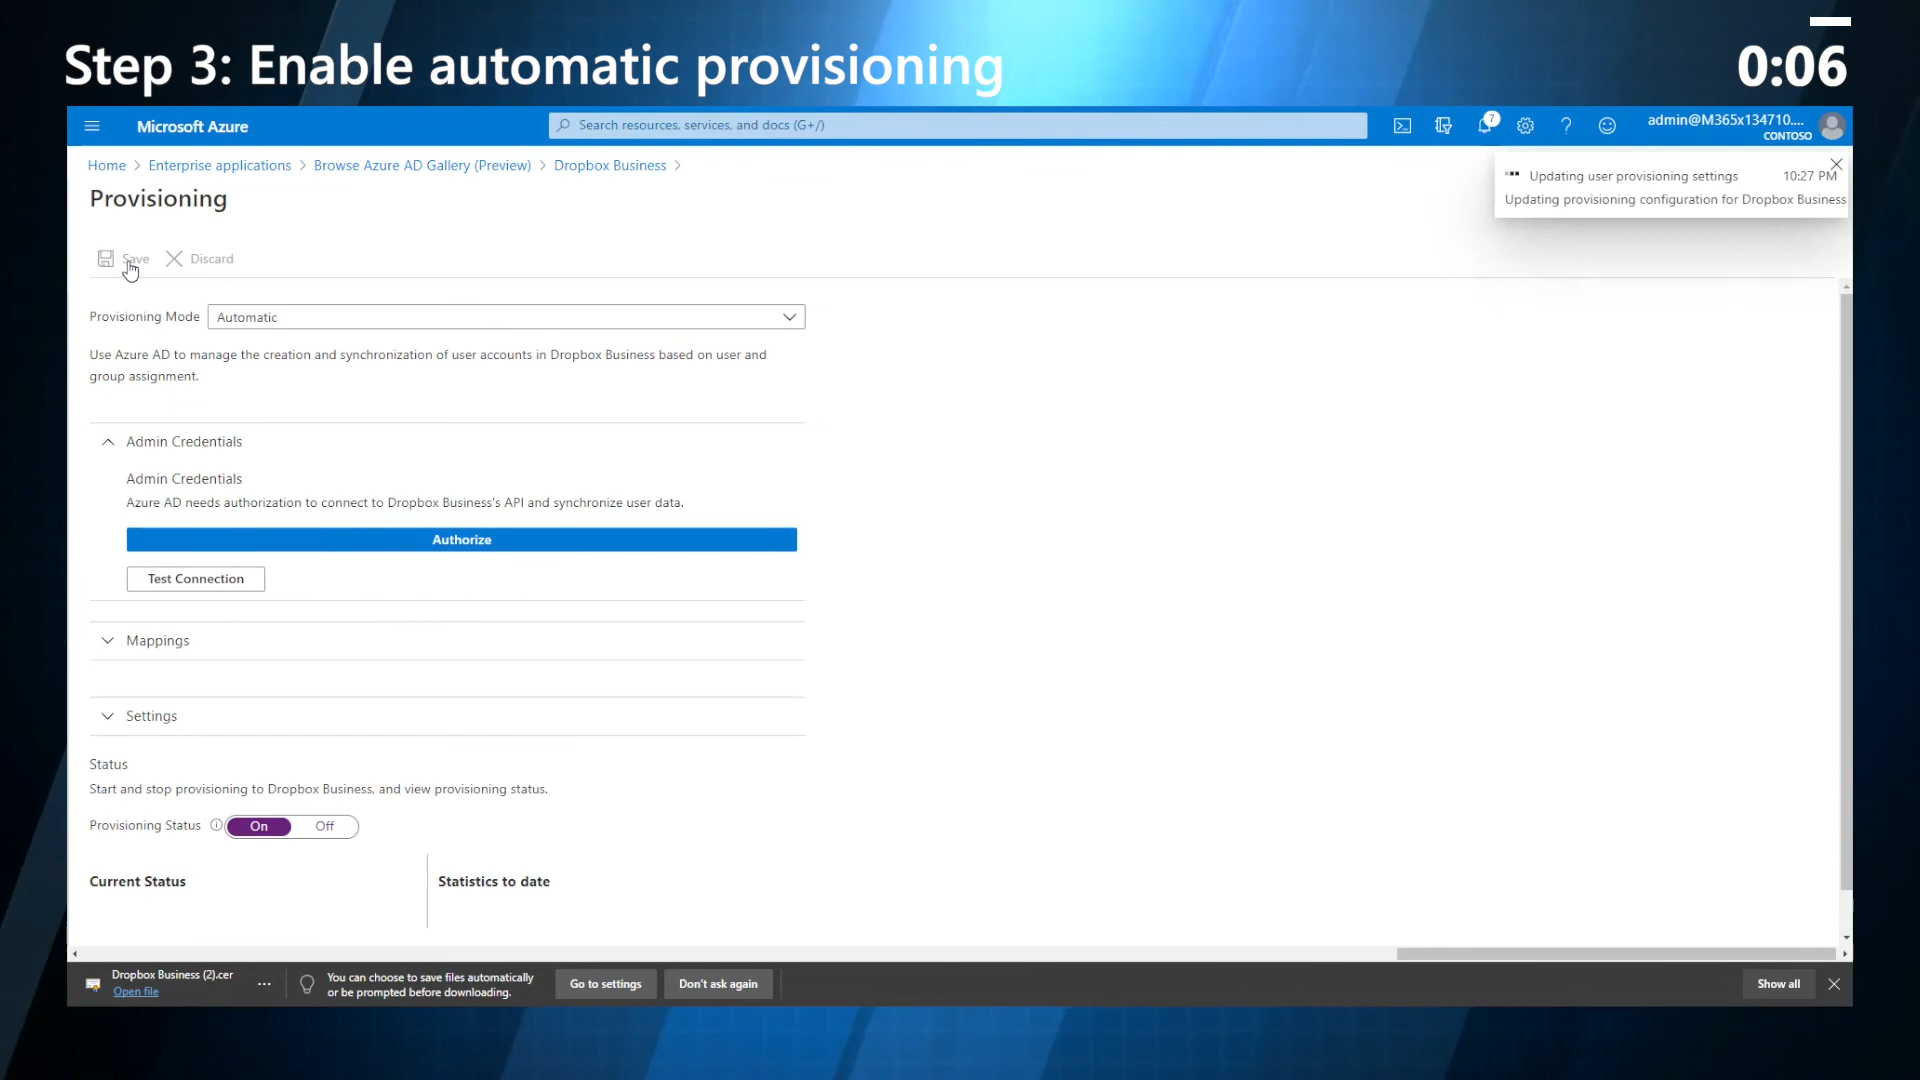 Step 3: Enable automatic provisioning
0:06
Microsoft Azure
Search resources, services, and docs (G+/)
7
admin@M365x134710....
CONTOSO
Home > Enterprise applications > Browse Azure AD Gallery (Preview) > Dropbox Business >
Updating user provisioning settings 10:27 PM
Updating provisioning configuration for Dropbox Business
Provisioning
Save Discard
Provisioning Mode Automatic
Use Azure AD to manage the creation and synchronization of user accounts in Dropbox Business based on user and
group assignment.
Admin Credentials
Admin Credentials
Azure AD needs authorization to connect to Dropbox Business's API and synchronize user data.
Authorize
Test Connection
Mappings
Settings
Status
Start and stop provisioning to Dropbox Business, and view provisioning status.
Provisioning Status On Off
Current Status
Statistics to date
Dropbox Business (2).cer
Open file
You can choose to save files automatically
or be prompted before downloading.
Go to settings
Don't ask again
Show all